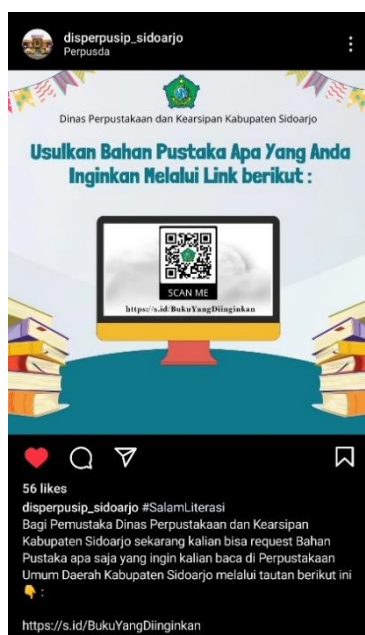 disperpusip_sidoarjo
Perpusda
Dinas Perpustakaan dan Kearsipan Kabupaten Sidoarjo
Usulkan Bahan Pustaka Apa Yang Anda
Inginkan Melalui Link berikut :
SCAN ME
https://s.id/BukuYangDiinginkan
56 likes
disperpusip_sidoarjo #SalamLiterasi
Bagi Pemustaka Dinas Perpustakaan dan Kearsipan
Kabupaten Sidoarjo sekarang kalian bisa request Bahan
Pustaka apa saja yang ingin kalian baca di Perpustakaan
Umum Daerah Kabupaten Sidoarjo melalui tautan berikut ini
👇 :
https://s.id/BukuYangDiinginkan